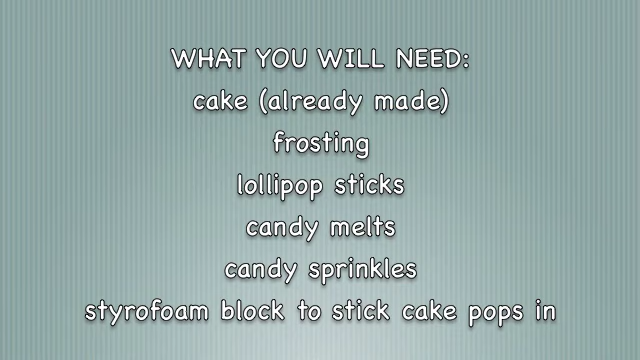 WHAT YOU WILL NEED:
cake (already made)
frosting
lollipop sticks
candy melts
candy sprinkles
styrofoam block to stick cake pops in